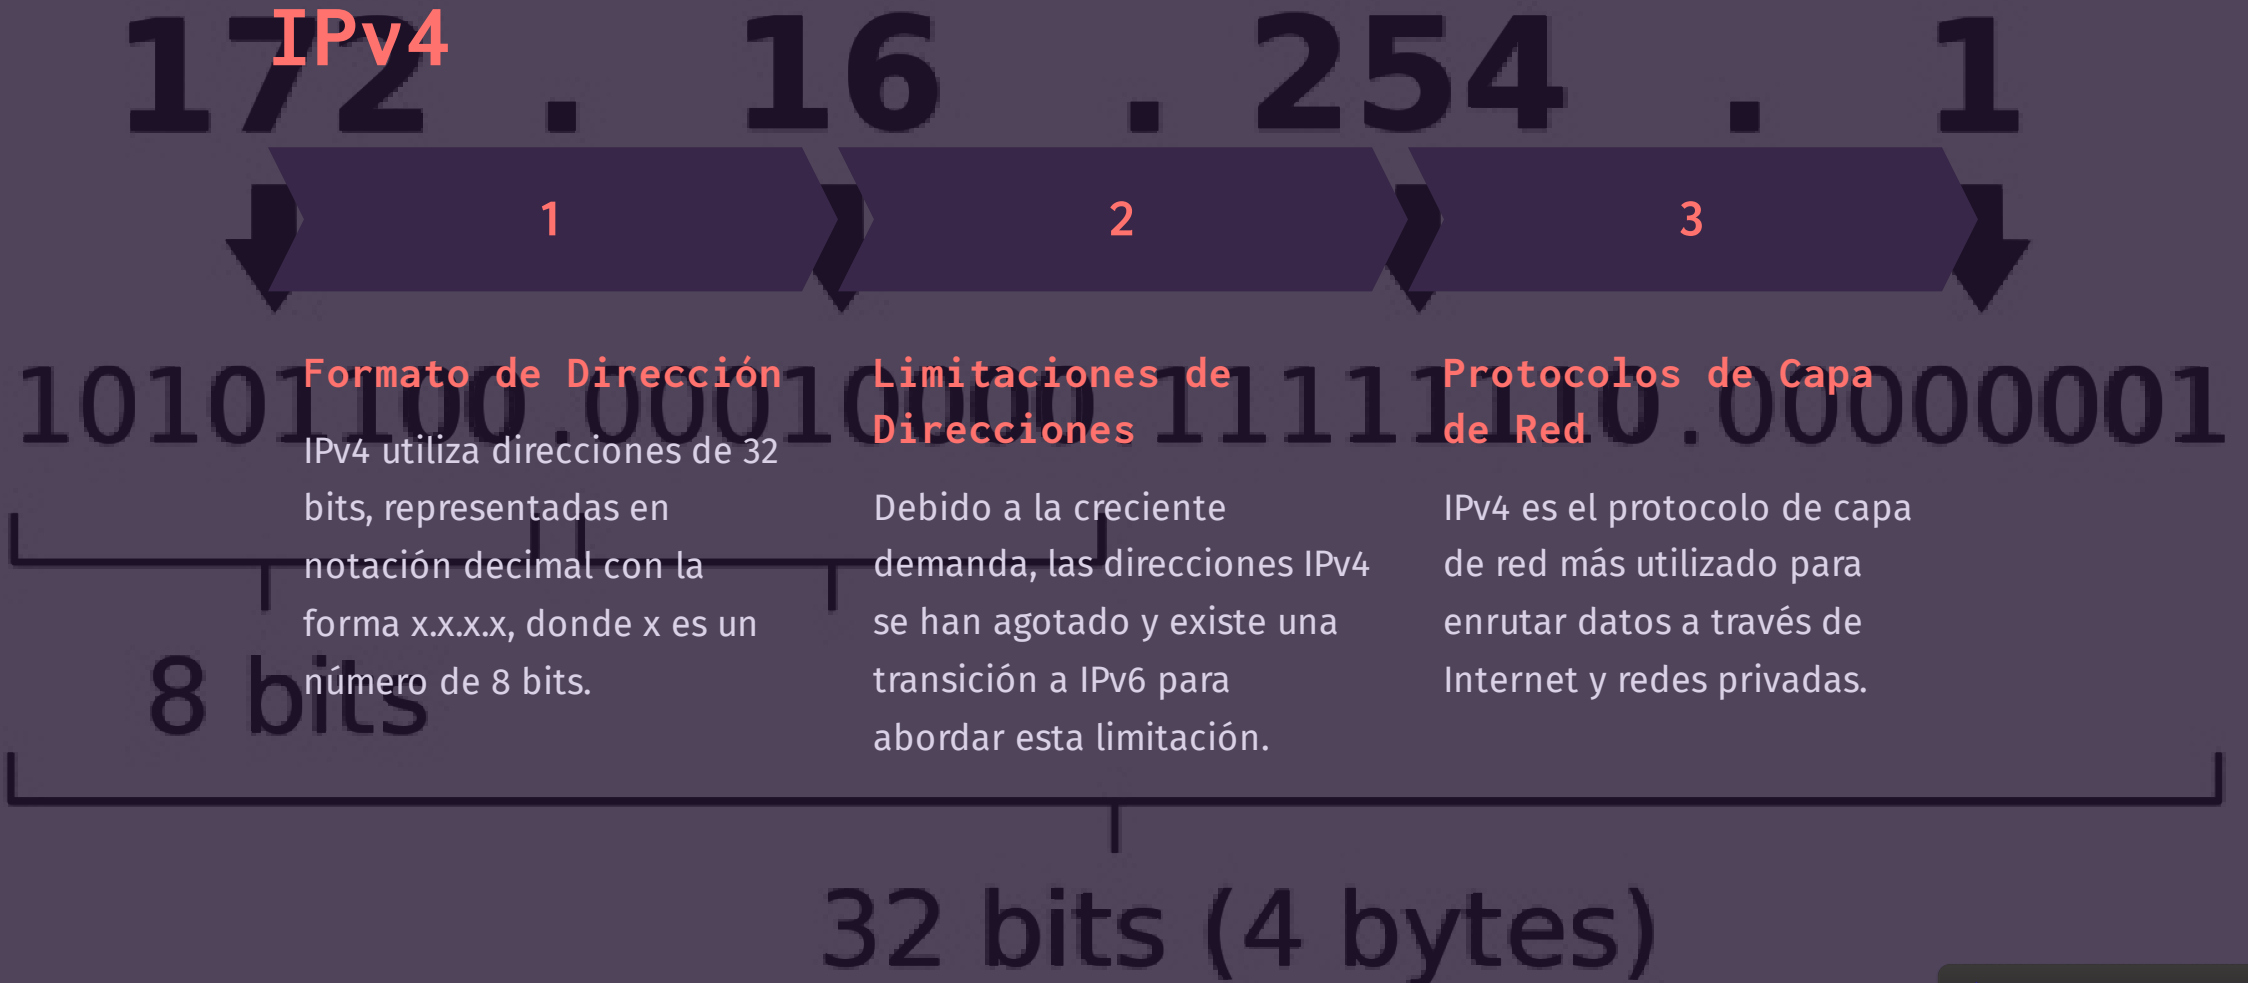 IPv4
172 . 16 . 254 . 1
1
2
3
10101100.00010000.11111110.00000001
Formato de Dirección
IPv4 utiliza direcciones de 32
bits, representadas en
notación decimal con la
forma x.x.x.x, donde x es un
número de 8 bits.
Limitaciones de
Direcciones
Debido a la creciente
demanda, las direcciones IPv4
se han agotado y existe una
transición a IPv6 para
abordar esta limitación.
Protocolos de Capa
de Red
IPv4 es el protocolo de capa
de red más utilizado para
enrutar datos a través de
Internet y redes privadas.
8 bits
32 bits (4 bytes)